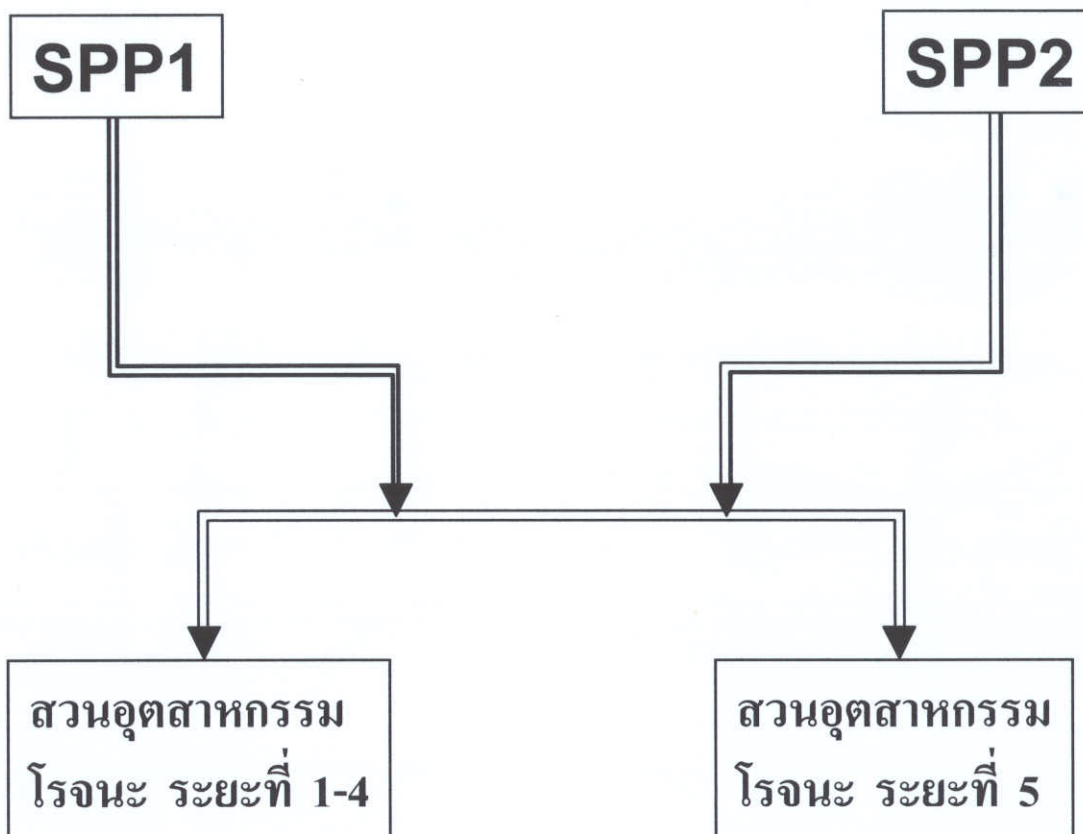 SPP1
SPP2
สวนอุตสาหกรรม
โรจนะ ระยะที่ 1-4
สวนอุตสาหกรรม
โรจนะ ระยะที่ 5